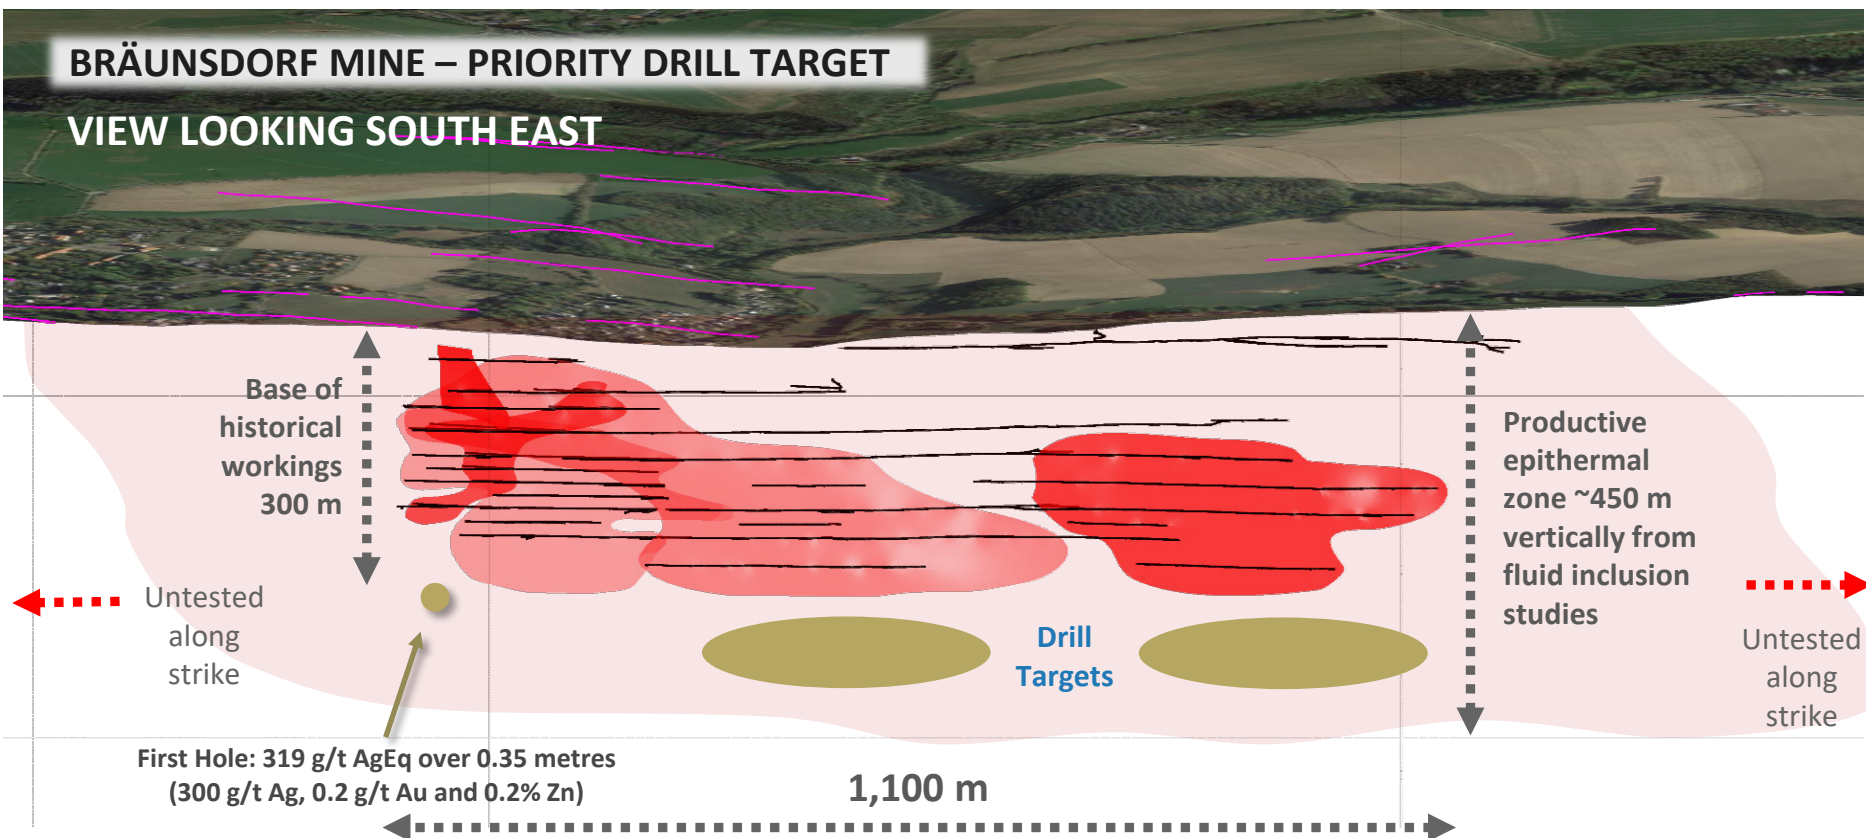 BRÄUNSDORF MINE – PRIORITY DRILL TARGET
VIEW LOOKING SOUTH EAST
Base of
historical
workings
300 m
Productive
epithermal
zone ~450 m
vertically from
fluid inclusion
studies
Untested
along
strike
Drill
Targets
Untested
along
strike
First Hole: 319 g/t AgEq over 0.35 metres
(300 g/t Ag, 0.2 g/t Au and 0.2% Zn)
1,100 m